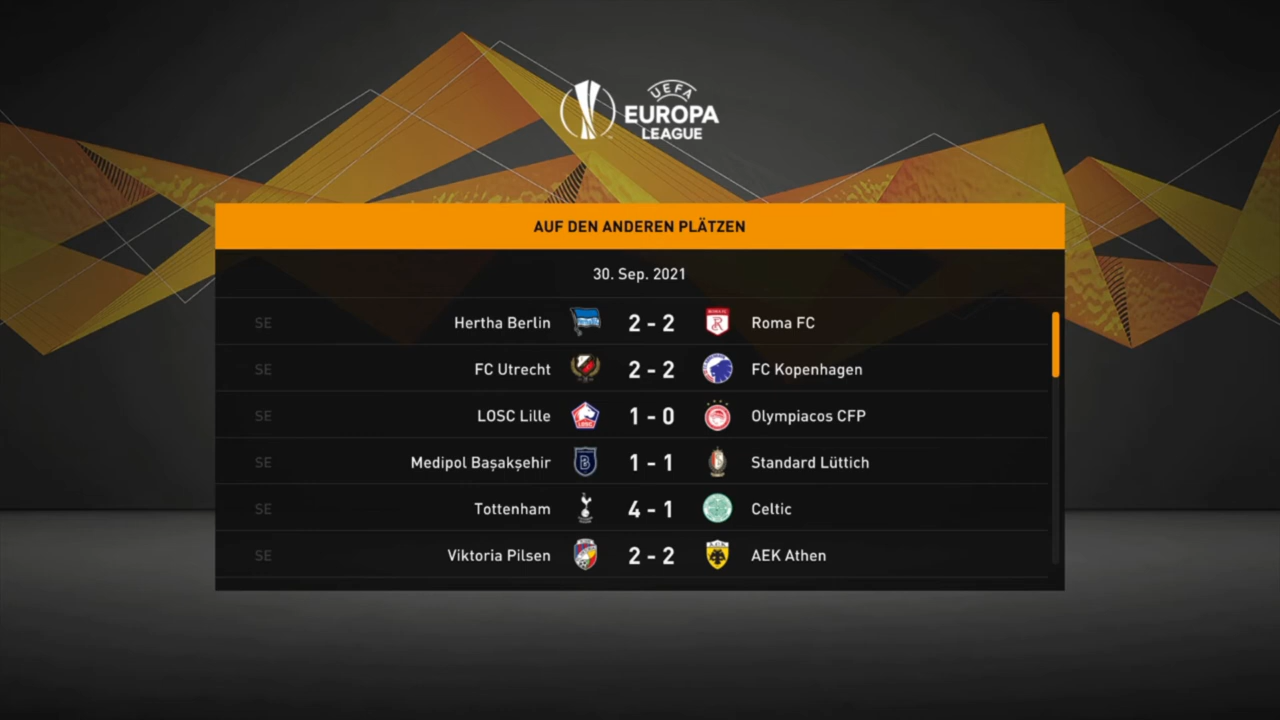 UEFA
EUROPA
LEAGUE
AUF DEN ANDEREN PLÄTZEN
30. Sep. 2021
SE Hertha Berlin 2 - 2 Roma FC
SE FC Utrecht 2 - 2 FC Kopenhagen
SE LOSC Lille 1 - 0 Olympiacos CFP
SE Medipol Başakşehir 1 - 1 Standard Lüttich
SE Tottenham 4 - 1 Celtic
SE Viktoria Pilsen 2 - 2 AEK Athen